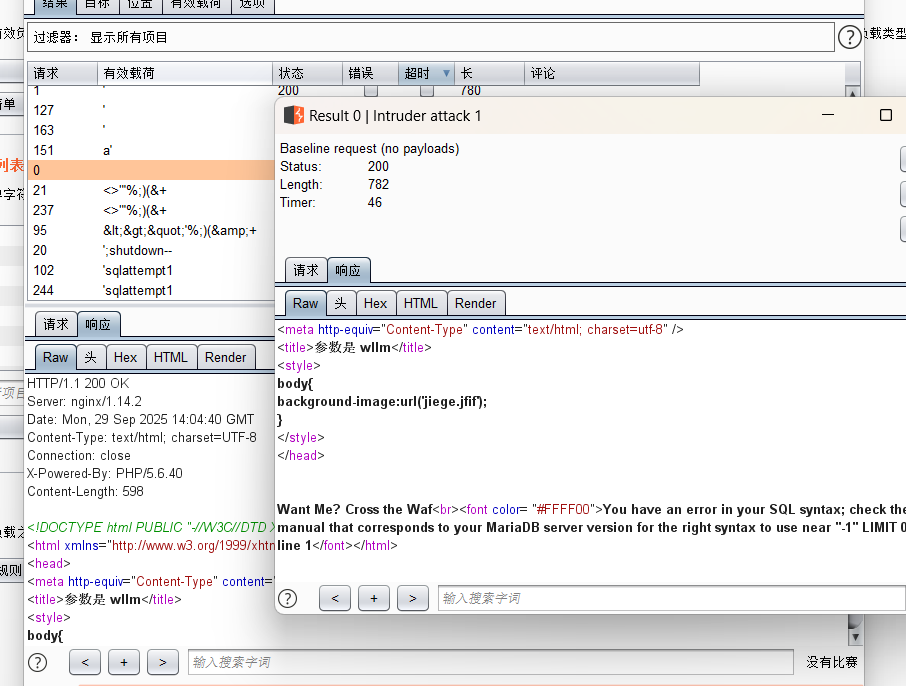 结果 目标 位置 有效载荷 选项
过滤器： 显示所有项目
?
负载类型
请求 有效载荷 状态 错误 超时 长 评论
1 ' 200 780
127 '
163 '
151 a'
0
21 <>"'%;)(&+
237 <>"'%;)(&+
95 &lt;&gt;&quot;'%;)(&amp;+
20 ';shutdown--
102 'sqlattempt1
244 'sqlattempt1
单
列表
字符
项目
规则
请求 响应
Raw 头 Hex HTML Render
HTTP/1.1 200 OK
Server: nginx/1.14.2
Date: Mon, 29 Sep 2025 14:04:40 GMT
Content-Type: text/html; charset=UTF-8
Connection: close
X-Powered-By: PHP/5.6.40
Content-Length: 598
<!DOCTYPE html PUBLIC "-//W3C//DTD
<html xmlns="http://www.w3.org/1999/xhtm
<head>
<meta http-equiv="Content-Type" content=
<title>参数是 wllm</title>
<style>
body{
? < + > 输入搜索字词 没有比赛
Result 0 | Intruder attack 1
Baseline request (no payloads)
Status: 200
Length: 782
Timer: 46
请求 响应
Raw 头 Hex HTML Render
<meta http-equiv="Content-Type" content="text/html; charset=utf-8" />
<title>参数是 wllm</title>
<style>
body{
background-image:url('jiege.jfif');
}
</style>
</head>
Want Me? Cross the Waf<br><font color= "#FFFF00">You have an error in your SQL syntax; check the
manual that corresponds to your MariaDB server version for the right syntax to use near ''-1'' LIMIT 0
line 1</font></html>
? < + > 输入搜索字词